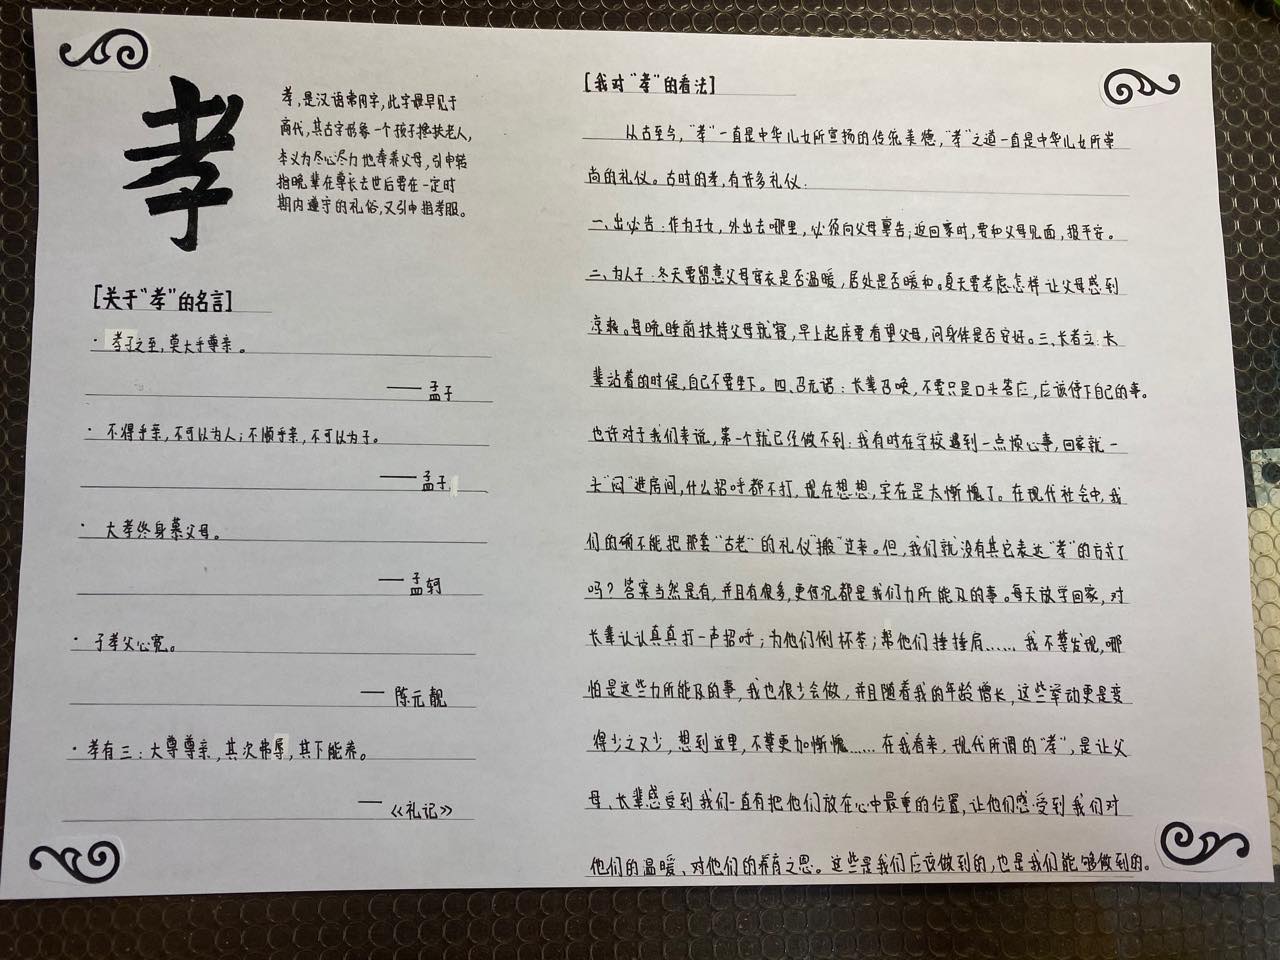 孝
孝,是汉语常用字,此字最早见于
商代,其古字形象一个孩子搀扶老人,
本义为尽心尽力地奉养父母,引申转
指晚辈在尊长去世后要在一定时
期内遵守的礼俗,又引申指孝服。
[关于“孝”的名言]
· 孝子之至,莫大乎尊亲。
—— 孟子
· 不得乎亲,不可以为人;不顺乎亲,不可以为子。
—— 孟子
· 大孝终身慕父母。
— 孟轲
· 子孝父心宽。
— 陈元靓
· 孝有三:大尊尊亲,其次弗辱,其下能养。
— 《礼记》
[我对“孝”的看法]
从古至今,“孝”一直是中华儿女所宣扬的传统美德,“孝”之道一直是中华儿女所崇
尚的礼仪。古时的孝,有许多礼仪:
一、出必告:作为子女,外出去哪里,必须向父母禀告;返回家时,要和父母见面,报平安。
二、为人子:冬天要留意父母穿衣是否温暖,居处是否暖和。夏天要考虑怎样让父母感到
凉爽。每晚睡前扶持父母就寝,早上起床要看望父母,问身体是否安好。三、长者立:长
辈站着的时候,自己不要坐下。四、召无诺:长辈召唤,不要只是口头答应,应该停下自己的事。
也许对于我们来说,第一个就已经做不到:我有时在学校遇到一点烦心事,回家就一
头“闷”进房间,什么招呼都不打,现在想想,实在是太惭愧了。在现代社会中,我
们的确不能把那套“古老”的礼仪“搬”过来。但,我们就没有其它表达“孝”的方式了
吗?答案当然是有,并且有很多,更何况都是我们力所能及的事。每天放学回家,对
长辈认认真真打一声招呼;为他们倒杯茶;帮他们捶捶肩……我不尊发现,哪
怕是这些力所能及的事,我也很少会做,并且随着我的年龄增长,这些举动更是变
得少之又少,想到这里,不尊更加惭愧……在我看来,现代所谓的“孝”,是让父
母、长辈感受到我们一直有把他们放在心中最重的位置,让他们感受到我们对
他们的温暖、对他们的养育之恩。这些是我们应该做到的,也是我们能够做到的。